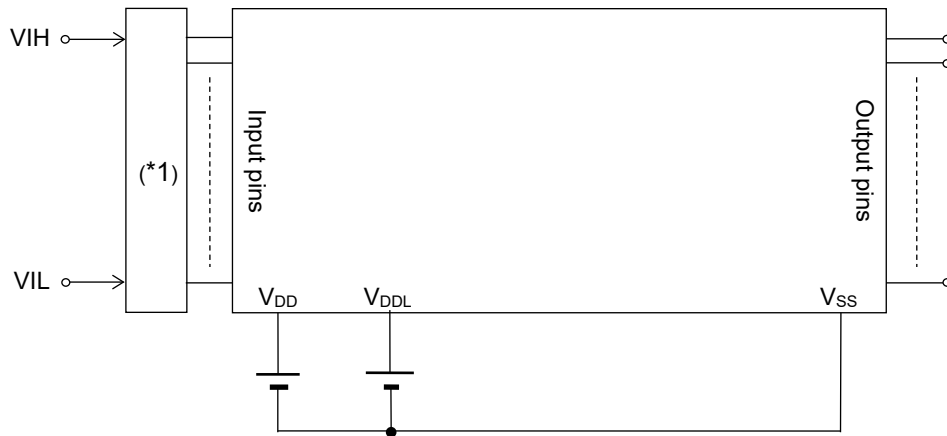 VIH
(*1)
Input pins
Output pins
VIL
VDD
VDDL
VSS